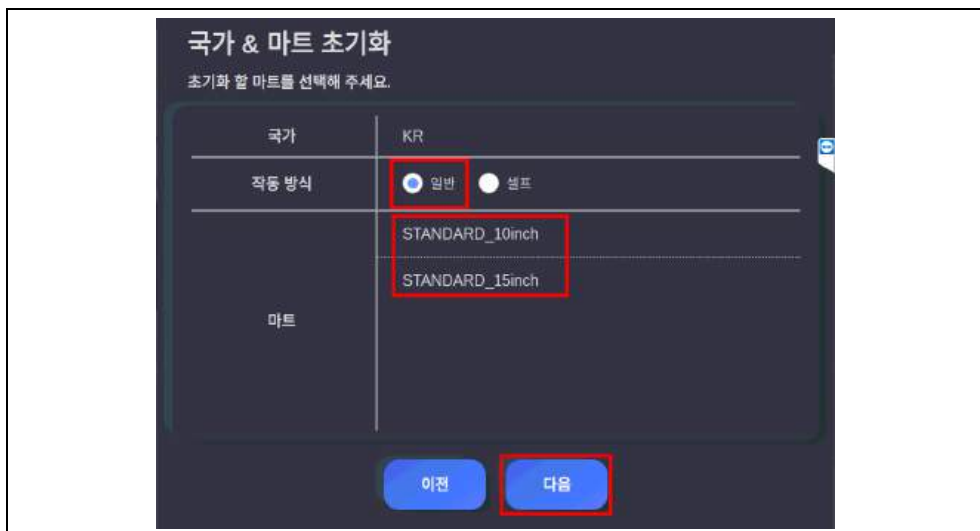 국가 & 마트 초기화
초기화 할 마트를 선택해 주세요.
국가 KR
작동 방식 일반 셀프
STANDARD_10inch
STANDARD_15inch
마트
이전 다음